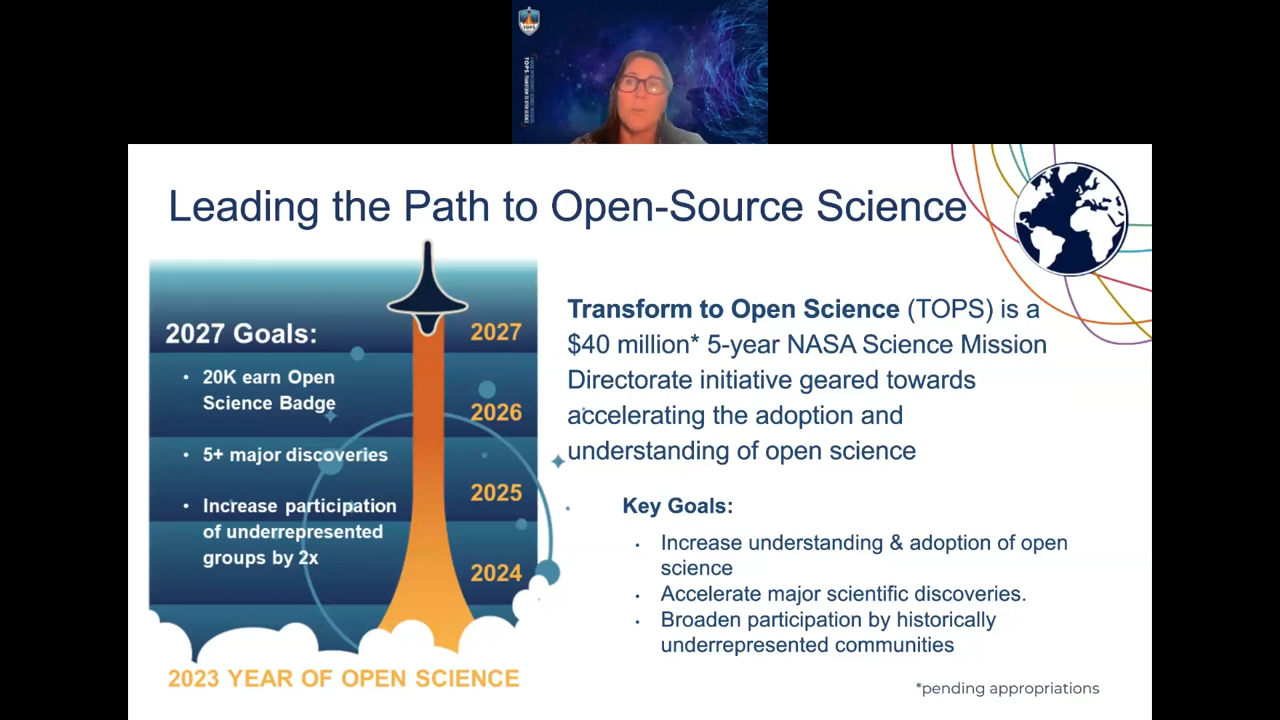 TOPS
Leading the Path to Open-Source Science
2027 Goals:
• 20K earn Open
Science Badge
• 5+ major discoveries
• Increase participation
of underrepresented
groups by 2x
2027
2026
2025
2024
2023 YEAR OF OPEN SCIENCE
Transform to Open Science (TOPS) is a
$40 million* 5-year NASA Science Mission
Directorate initiative geared towards
accelerating the adoption and
understanding of open science
Key Goals:
• Increase understanding & adoption of open
science
• Accelerate major scientific discoveries.
• Broaden participation by historically
underrepresented communities
*pending appropriations